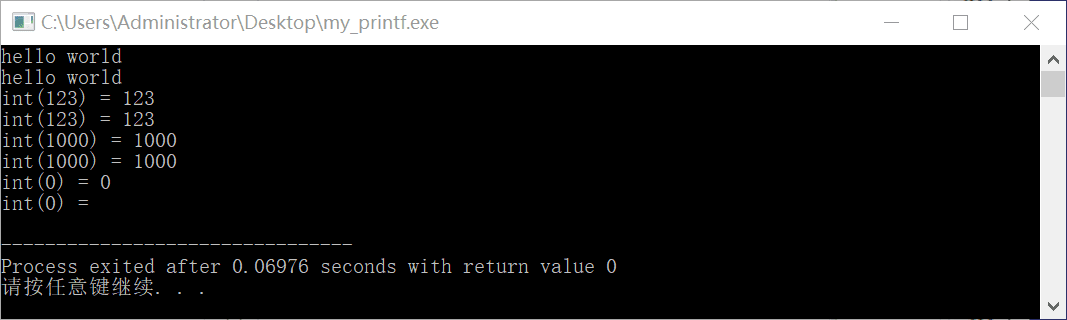 C:\Users\Administrator\Desktop\my_printf.exe
hello world
hello world
int(123) = 123
int(123) = 123
int(1000) = 1000
int(1000) = 1000
int(0) = 0
int(0) =
--------------------------------
Process exited after 0.06976 seconds with return value 0
请按任意键继续. . .